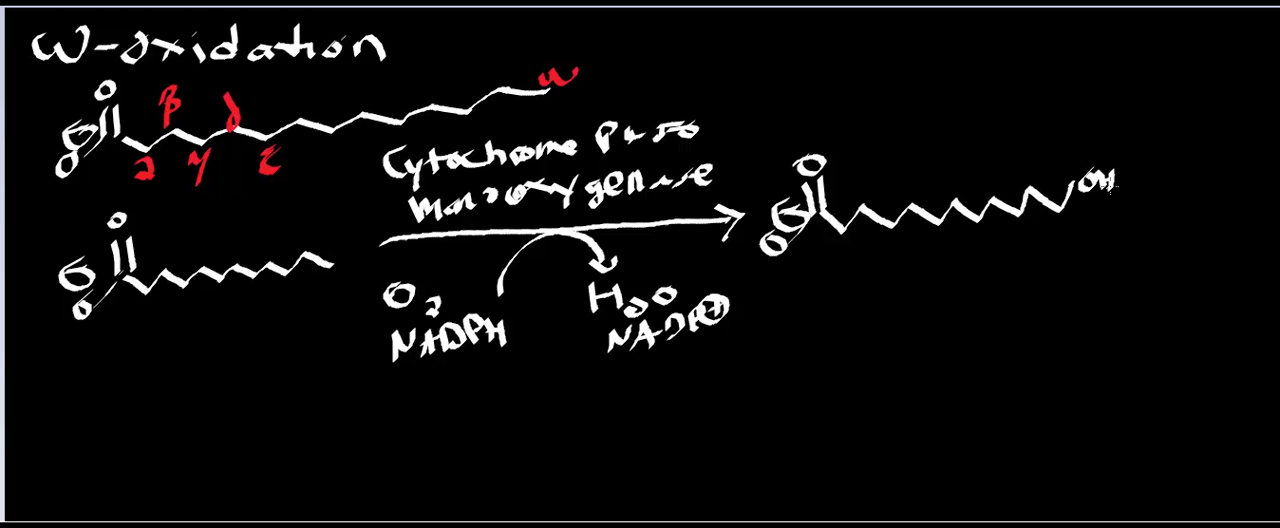 ω-oxidation
O
ω
β δ
⊖O
α γ ε
Cytochrome P450
Monooxygenase
O
⊖O
O
⊖O
OH
O2
NADPH
H2O
NADP⊕